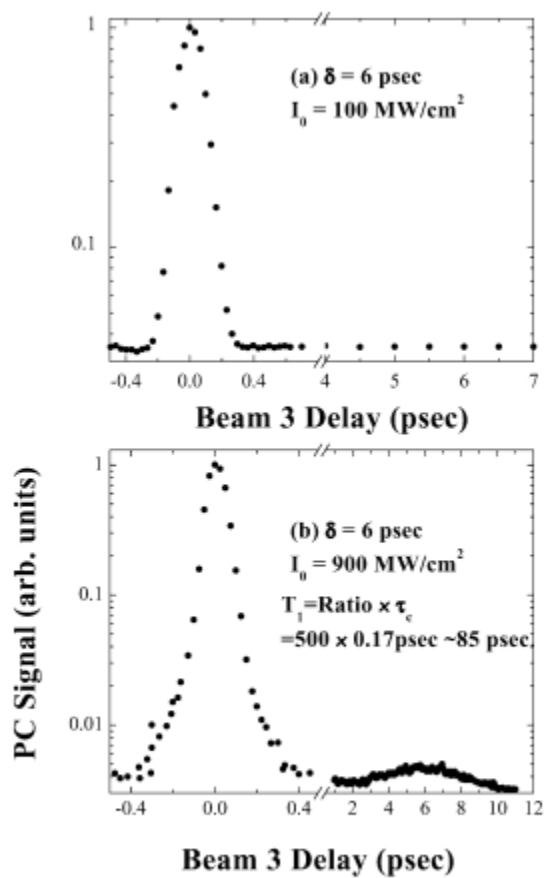 1
(a) δ = 6 psec
I₀ = 100 MW/cm²
0.1
-0.4 0.0 0.4 4 5 6 7
Beam 3 Delay (psec)
PC Signal (arb. units)
1
(b) δ = 6 psec
I₀ = 900 MW/cm²
0.1
T₁=Ratio × τc
=500 × 0.17psec ~85 psec
0.01
-0.4 0.0 0.4 2 4 6 8 10 12
Beam 3 Delay (psec)